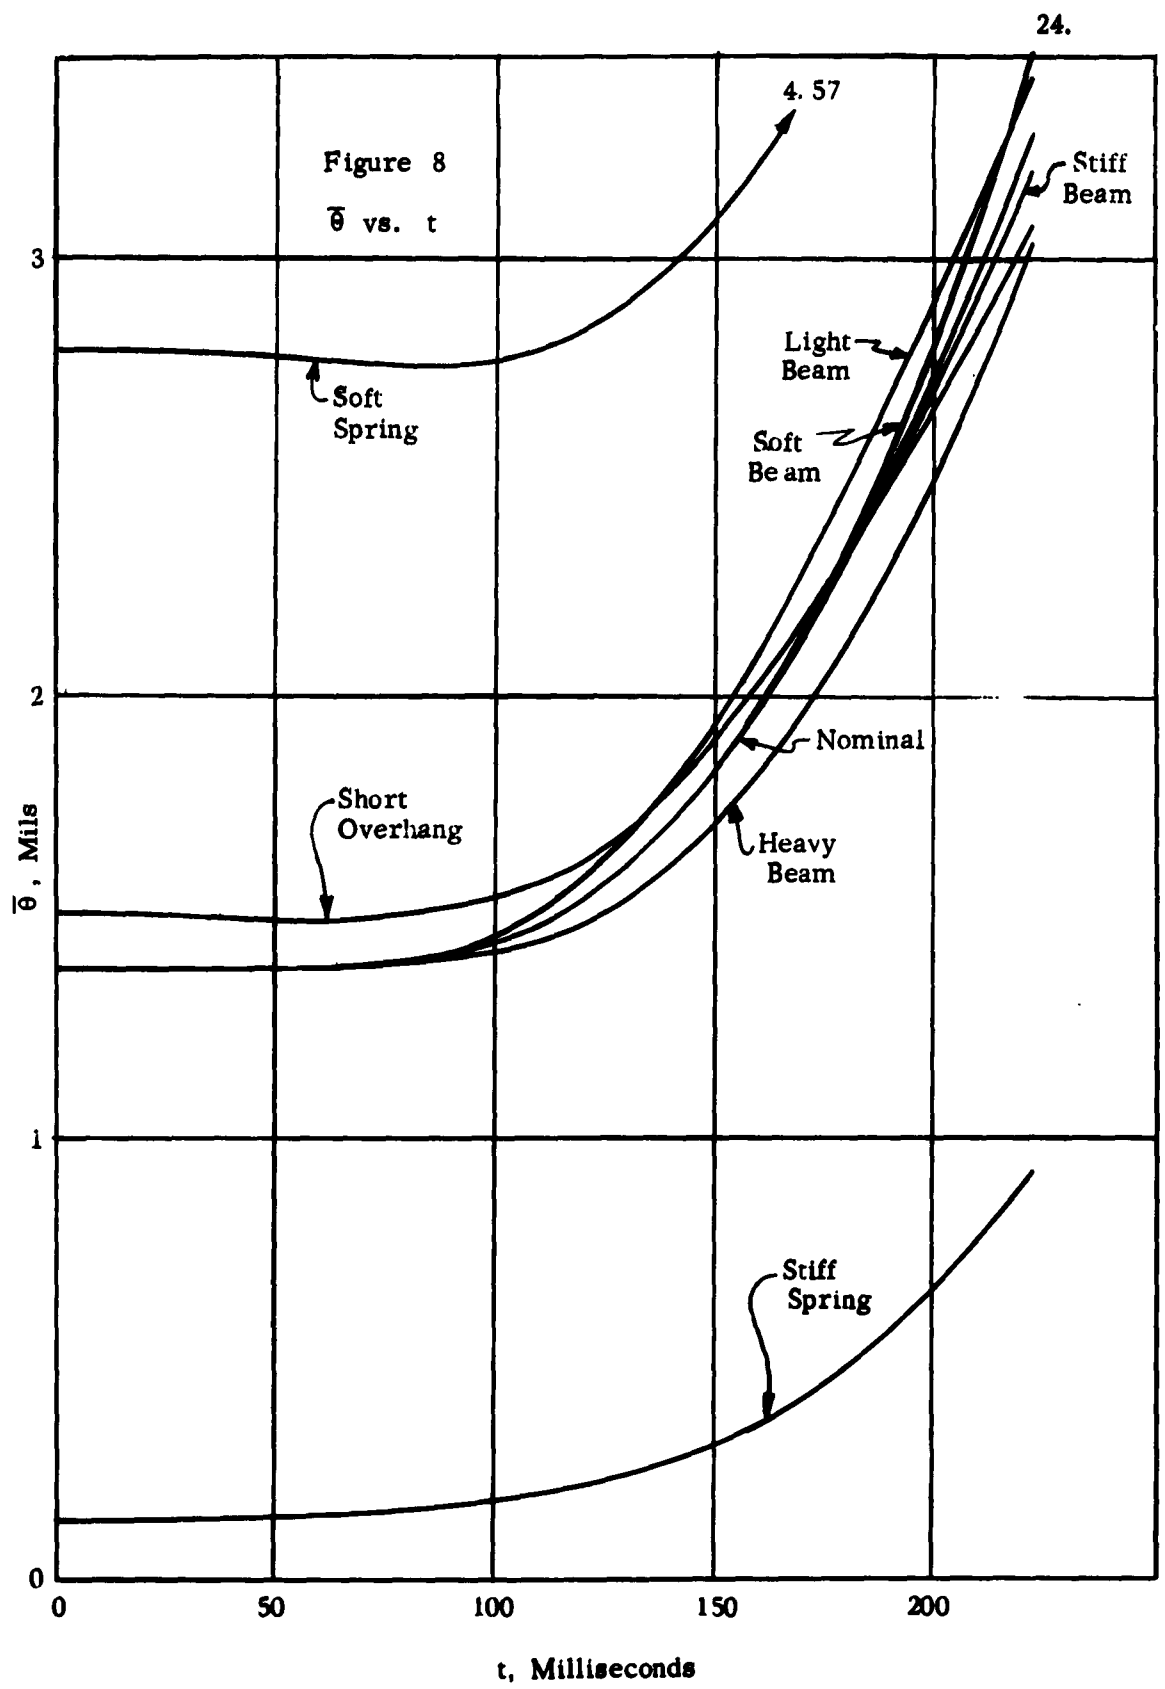 24.
4. 57
Figure 8
θ̅ vs. t
Stiff
Beam
3
Light
Beam
Soft
Spring
Soft
Beam
2
Nominal
Short
Overhang
Heavy
Beam
θ̅, Mils
1
Stiff
Spring
0
0 50 100 150 200
t, Milliseconds